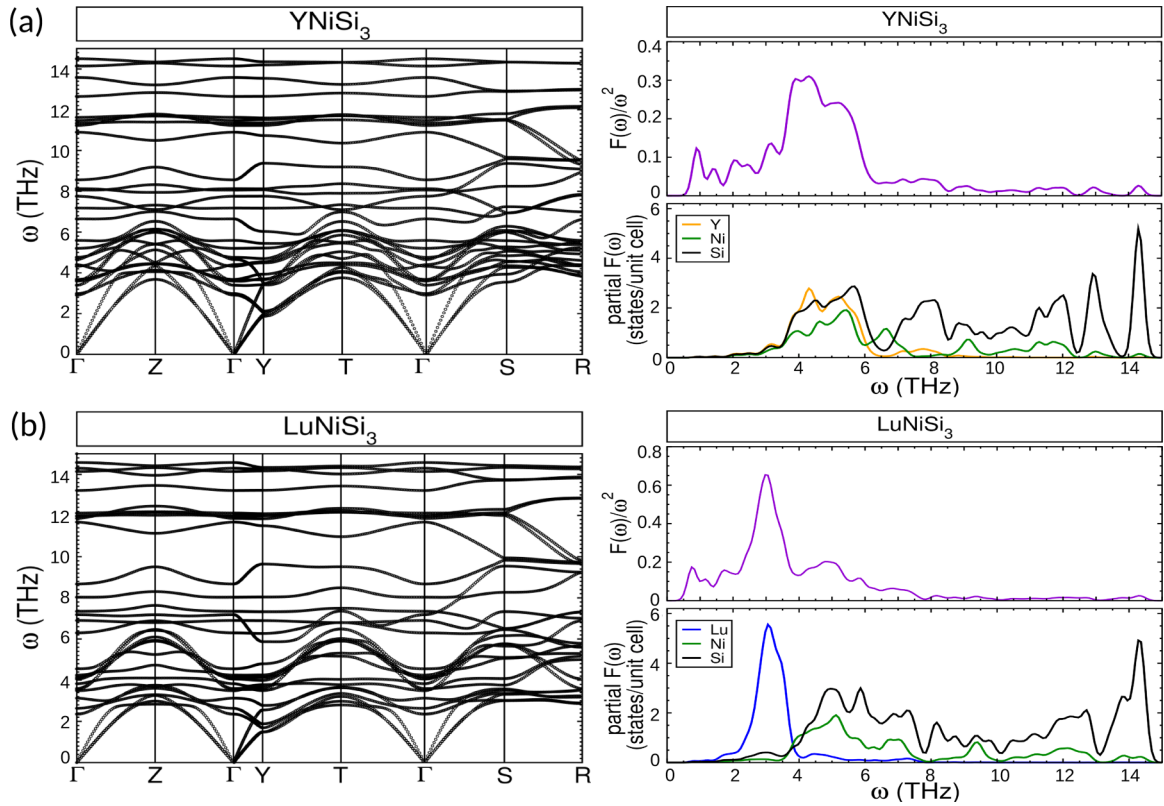 (a)
YNiSi3
14
12
10
8
6
4
2
0
ω (THz)
Γ Z Γ Y T Γ S R
YNiSi3
0.4
0.3
0.2
0.1
0
F(ω)/ω2
6
4
2
0
partial F(ω)
(states/unit cell)
Y
Ni
Si
0 2 4 6 8 10 12 14
ω (THz)
(b)
LuNiSi3
14
12
10
8
6
4
2
0
ω (THz)
Γ Z Γ Y T Γ S R
LuNiSi3
0.8
0.6
0.4
0.2
0
F(ω)/ω2
6
4
2
0
partial F(ω)
(states/unit cell)
Lu
Ni
Si
0 2 4 6 8 10 12 14
ω (THz)